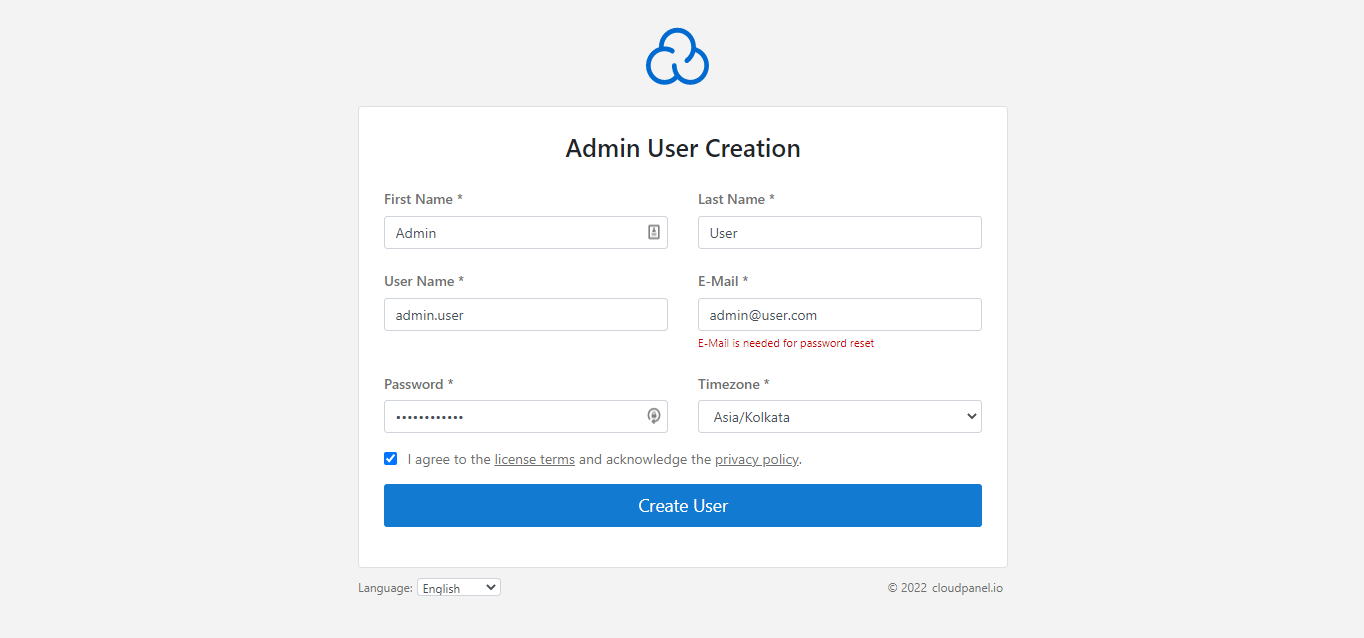 Admin User Creation
First Name * Last Name *
Admin User
User Name * E-Mail *
admin.user admin@user.com
E-Mail is needed for password reset
Password * Timezone *
•••••••••••• Asia/Kolkata
I agree to the license terms and acknowledge the privacy policy.
Create User
Language: English © 2022 cloudpanel.io